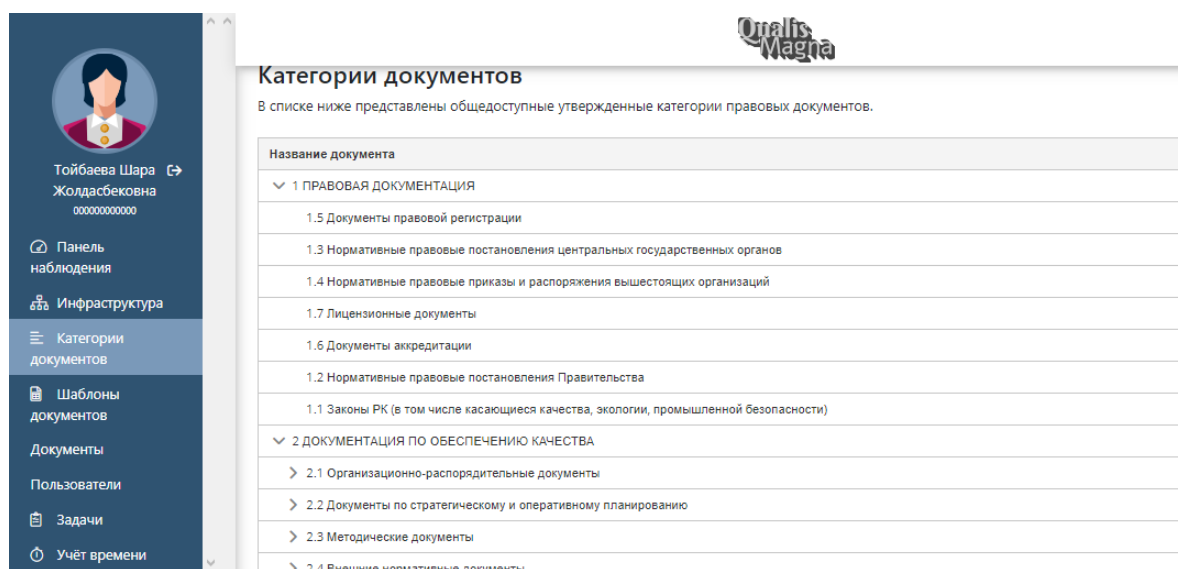 Qualis
Magna
Тойбаева Шара
Жолдасбековна
000000000000
Панель
наблюдения
Инфраструктура
Категории
документов
Шаблоны
документов
Документы
Пользователи
Задачи
Учёт времени
Категории документов
В списке ниже представлены общедоступные утвержденные категории правовых документов.
Название документа
1 ПРАВОВАЯ ДОКУМЕНТАЦИЯ
1.5 Документы правовой регистрации
1.3 Нормативные правовые постановления центральных государственных органов
1.4 Нормативные правовые приказы и распоряжения вышестоящих организаций
1.7 Лицензионные документы
1.6 Документы аккредитации
1.2 Нормативные правовые постановления Правительства
1.1 Законы РК (в том числе касающиеся качества, экологии, промышленной безопасности)
2 ДОКУМЕНТАЦИЯ ПО ОБЕСПЕЧЕНИЮ КАЧЕСТВА
2.1 Организационно-распорядительные документы
2.2 Документы по стратегическому и оперативному планированию
2.3 Методические документы
2.4 Внешние нормативные документы